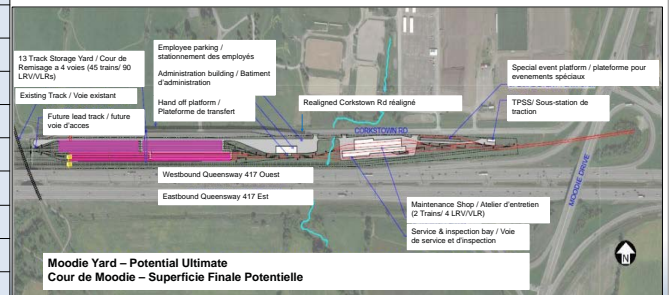 13 Track Storage Yard / Cour de
Remisage a 4 voies (45 trains/ 90
LRV/VLRs)
Existing Track / Voie existant
Future lead track / future
voie d'acces
Employee parking /
stationnement des employés
Administration building / Batiment
d'administration
Hand off platform /
Plateforme de transfert
Realigned Corkstown Rd réaligné
Special event platform / plateforme pour
evenements spéciaux
TPSS/ Sous-station de
traction
CORKSTOWN RD.
MOODIE DRIVE
Westbound Queensway 417 Ouest
Eastbound Queensway 417 Est
Maintenance Shop / Atelier d'entretien
(2 Trains/ 4 LRV/VLR)
Service & inspection bay / Voie
de service et d'inspection
Moodie Yard – Potential Ultimate
Cour de Moodie – Superficie Finale Potentielle
N